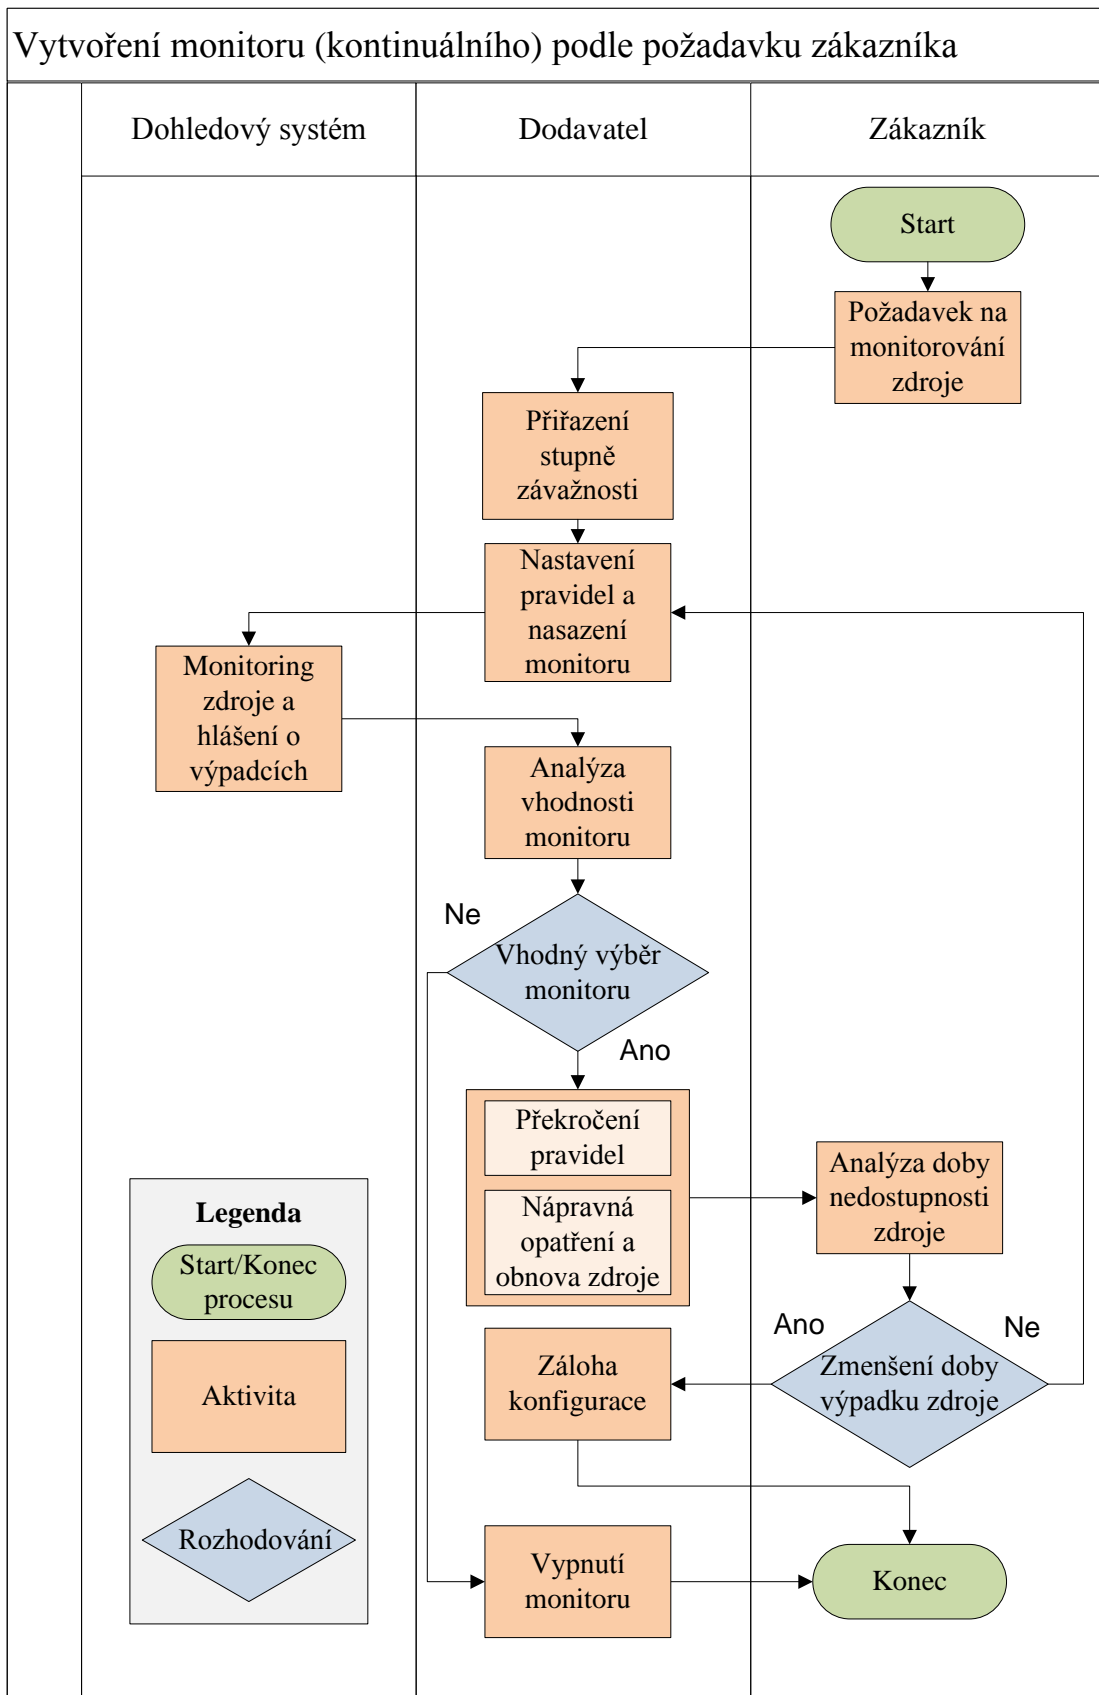 Vytvoření monitoru (kontinuálního) podle požadavku zákazníka
Dohledový systém
Dodavatel
Zákazník
Start
Požadavek na
monitorování
zdroje
Přiřazení
stupně
závažnosti
Nastavení
pravidel a
nasazení
monitoru
Monitoring
zdroje a
hlášení o
výpadcích
Analýza
vhodnosti
monitoru
Ne
Vhodný výběr
monitoru
Ano
Překročení
pravidel
Nápravná
opatření a
obnova zdroje
Analýza doby
nedostupnosti
zdroje
Ano
Ne
Zmenšení doby
výpadku zdroje
Záloha
konfigurace
Vypnutí
monitoru
Konec
Legenda
Start/Konec
procesu
Aktivita
Rozhodování